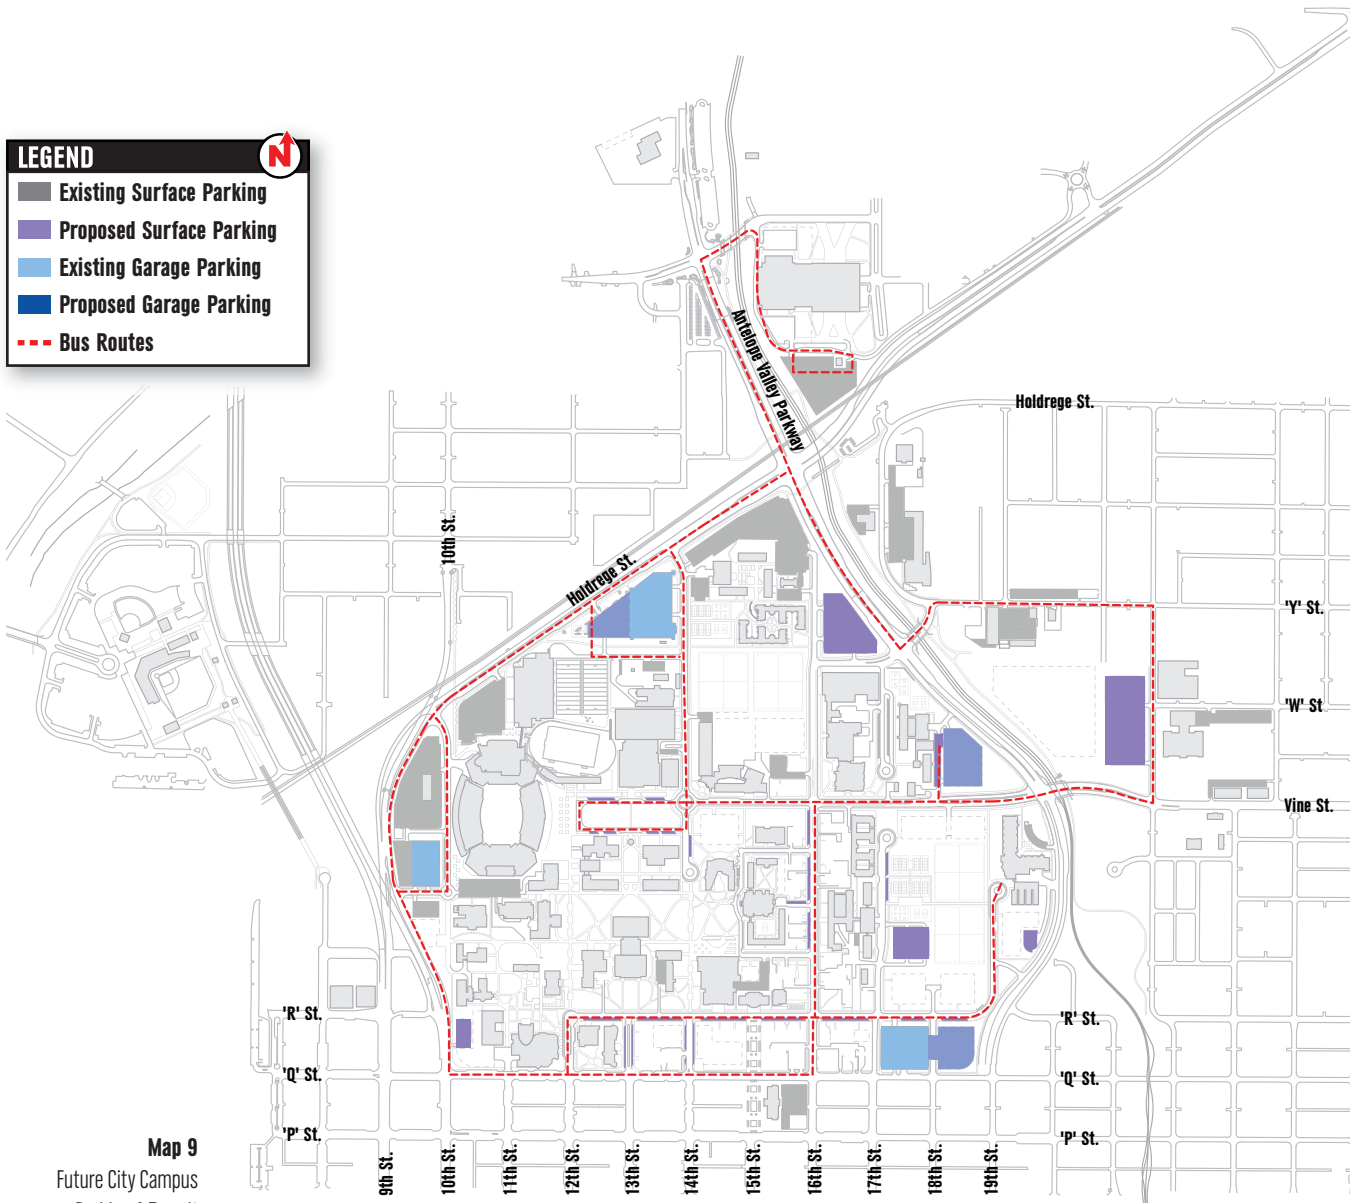 LEGEND
N
Existing Surface Parking
Proposed Surface Parking
Existing Garage Parking
Proposed Garage Parking
Bus Routes
Antelope Valley Parkway
Holdrege St.
10th St.
Holdrege St.
'Y' St.
'W' St
Vine St.
'R' St.
'R' St.
'Q' St.
'Q' St.
'P' St.
'P' St.
9th St.
10th St.
11th St.
12th St.
13th St.
14th St.
15th St.
16th St.
17th St.
18th St.
19th St.
Map 9
Future City Campus